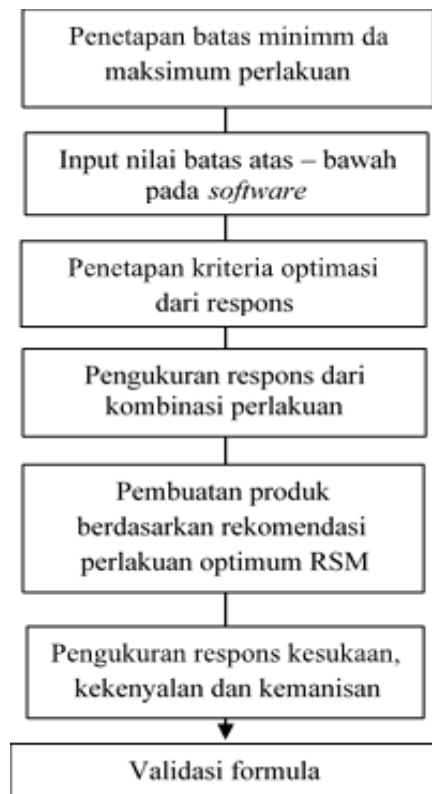 Penetapan batas minimm da
maksimum perlakuan
Input nilai batas atas – bawah
pada software
Penetapan kriteria optimasi
dari respons
Pengukuran respons dari
kombinasi perlakuan
Pembuatan produk
berdasarkan rekomendasi
perlakuan optimum RSM
Pengukuran respons kesukaan,
kekenyalan dan kemanisan
Validasi formula